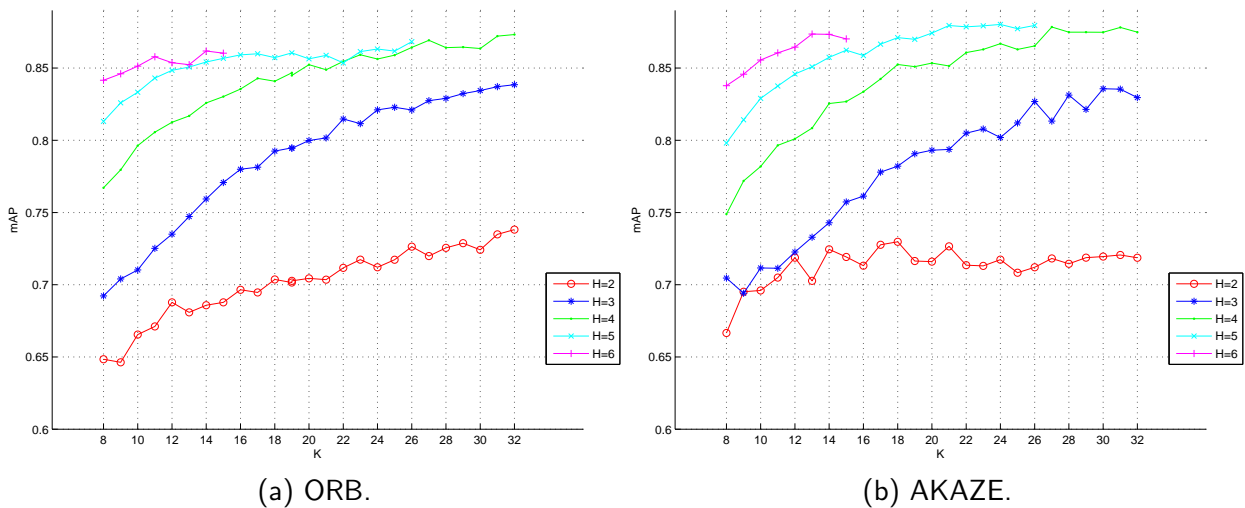 0.85
0.8
0.75
0.7
0.65
0.6
mAP
8 10 12 14 16 18 20 22 24 26 28 30 32
K
H=2
H=3
H=4
H=5
H=6
(a) ORB.
0.85
0.8
0.75
0.7
0.65
0.6
mAP
8 10 12 14 16 18 20 22 24 26 28 30 32
K
H=2
H=3
H=4
H=5
H=6
(b) AKAZE.